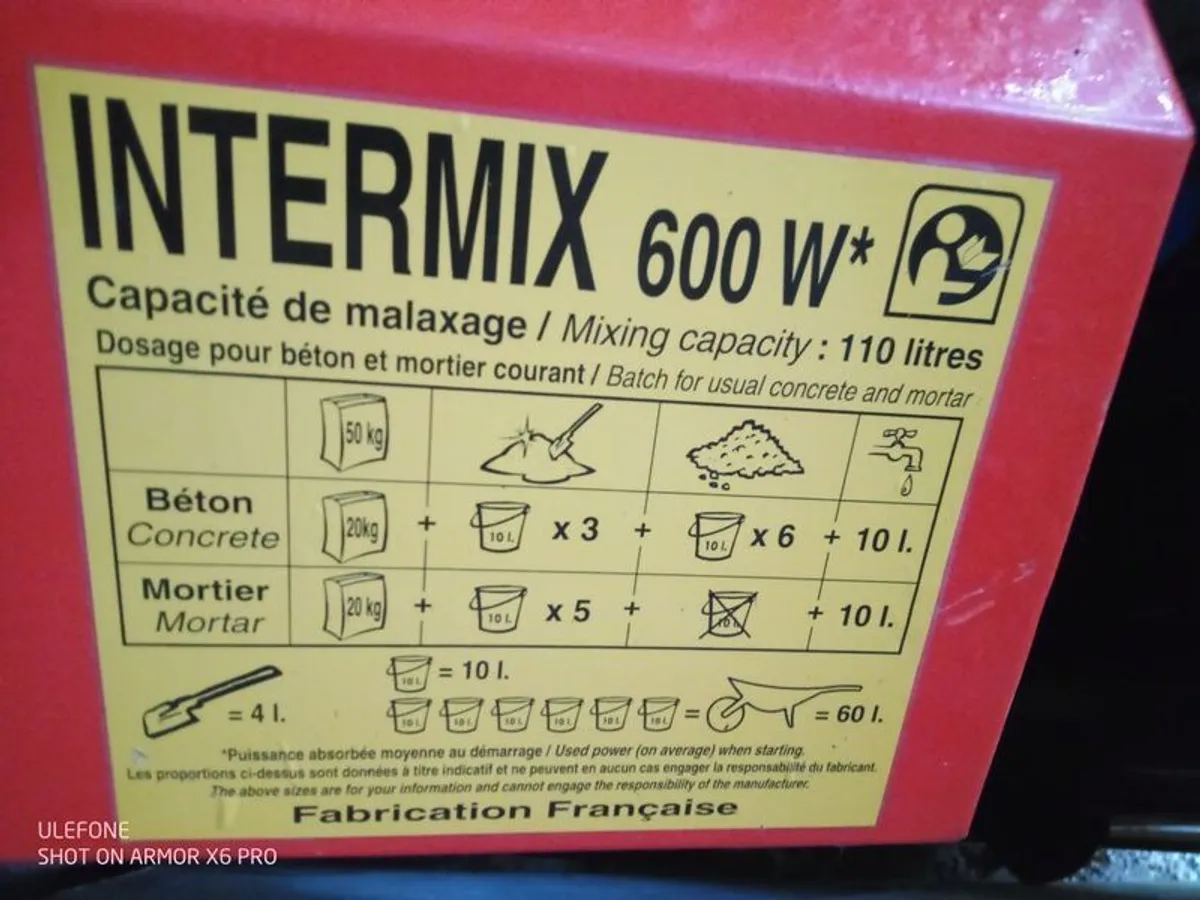 INTERMIX 600 W*
Capacité de malaxage / Mixing capacity : 110 litres
Dosage pour béton et mortier courant / Batch for usual concrete and mortar
50 kg
Béton
Concrete
20kg + 10 l. x 3 + 10 l. x 6 + 10 l.
Mortier
Mortar
20 kg + 10 l. x 5 + 10 l. + 10 l.
10 l. = 10 l.
= 4 l.
10 l. 10 l. 10 l. 10 l. 10 l. 10 l. = = 60 l.
*Puissance absorbée moyenne au démarrage / Used power (on average) when starting.
Les proportions ci-dessus sont données à titre indicatif et ne peuvent en aucun cas engager la responsabilité du fabricant.
The above sizes are for your information and cannot engage the responsibility of the manufacturer.
Fabrication Française
ULEFONE
SHOT ON ARMOR X6 PRO